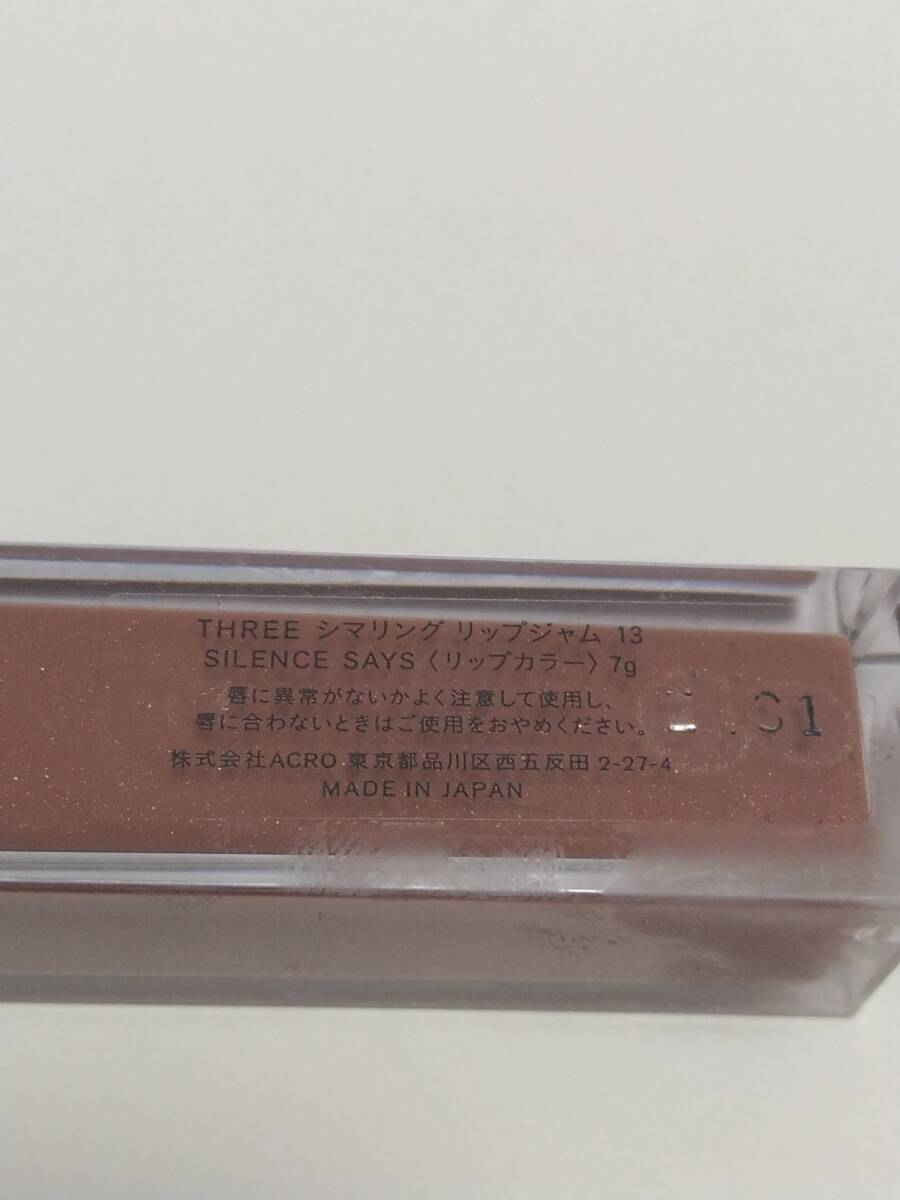 THREE シマリング リップジャム 13
SILENCE SAYS〈リップカラー〉7g
唇に異常がないかよく注意して使用し、
唇に合わないときはご使用をおやめください。
株式会社ACRO 東京都品川区西五反田 2-27-4
MADE IN JAPAN